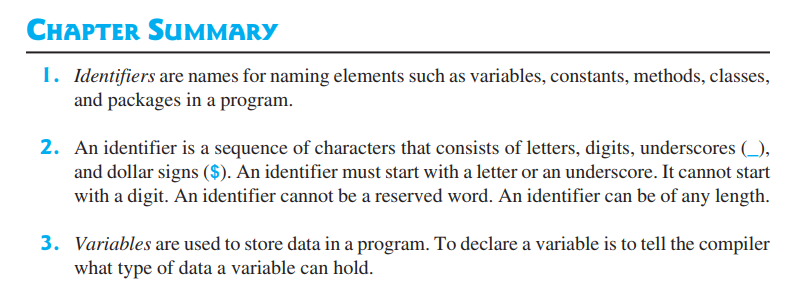 CHAPTER SUMMARY
1. Identifiers are names for naming elements such as variables, constants, methods, classes,
and packages in a program.
2. An identifier is a sequence of characters that consists of letters, digits, underscores (_),
and dollar signs ($). An identifier must start with a letter or an underscore. It cannot start
with a digit. An identifier cannot be a reserved word. An identifier can be of any length.
3. Variables are used to store data in a program. To declare a variable is to tell the compiler
what type of data a variable can hold.